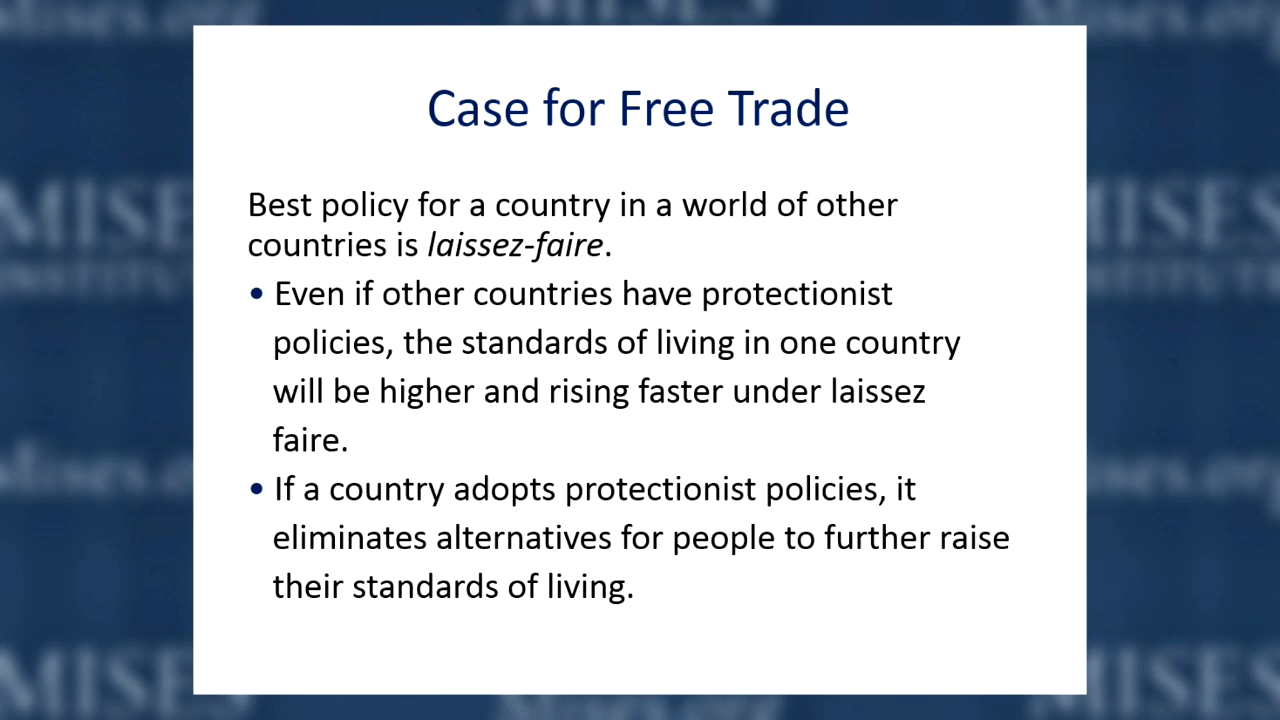 Case for Free Trade
Best policy for a country in a world of other
countries is laissez-faire.
• Even if other countries have protectionist
policies, the standards of living in one country
will be higher and rising faster under laissez
faire.
• If a country adopts protectionist policies, it
eliminates alternatives for people to further raise
their standards of living.